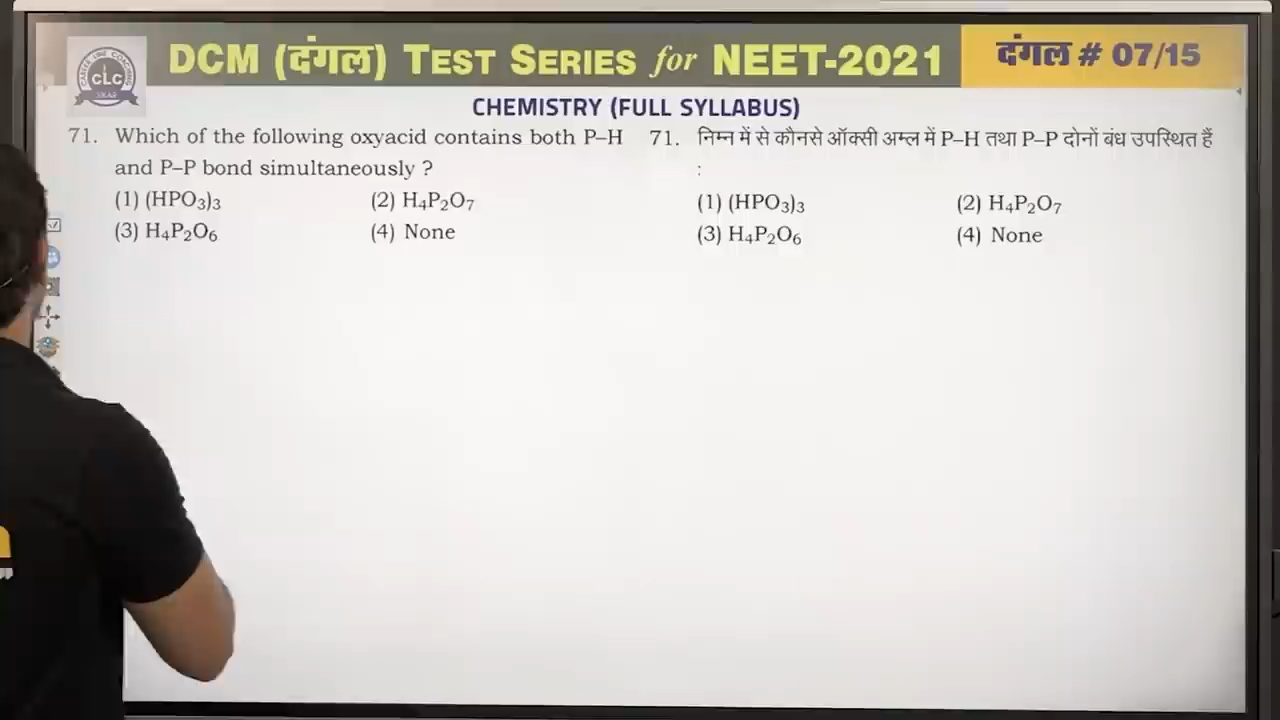 CLC
DCM (दंगल) TEST SERIES for NEET-2021
दंगल # 07/15
CHEMISTRY (FULL SYLLABUS)
71. Which of the following oxyacid contains both P–H
and P–P bond simultaneously ?
(1) (HPO₃)₃ (2) H₄P₂O₇
(3) H₄P₂O₆ (4) None
71. निम्न में से कौनसे ऑक्सी अम्ल में P–H तथा P–P दोनों बंध उपस्थित हैं
:
(1) (HPO₃)₃ (2) H₄P₂O₇
(3) H₄P₂O₆ (4) None